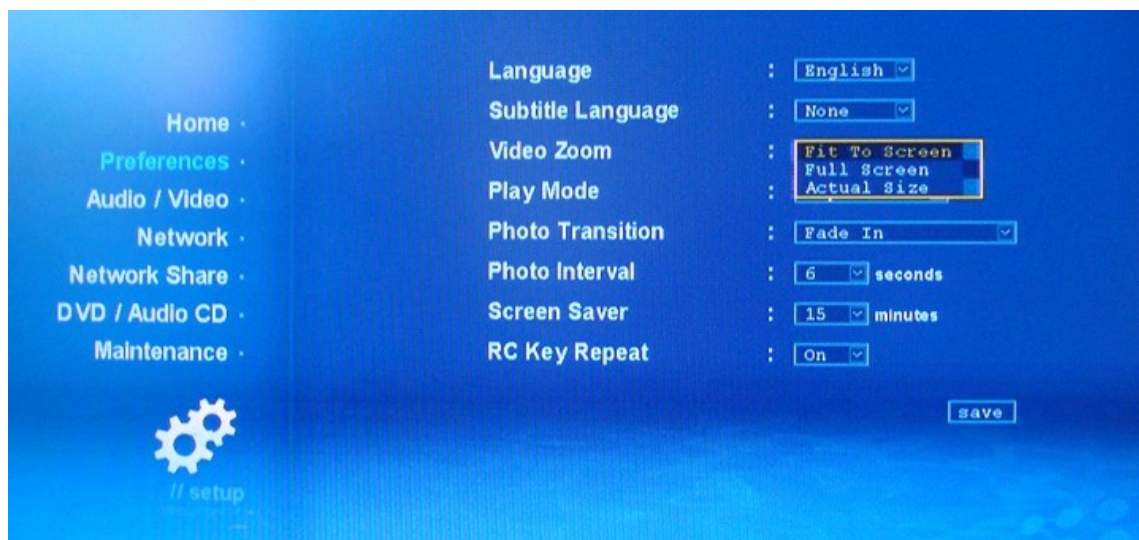 Home
Preferences
Audio / Video
Network
Network Share
DVD / Audio CD
Maintenance
// setup
Language : English
Subtitle Language : None
Video Zoom : Fit To Screen
Full Screen
Actual Size
Play Mode :
Photo Transition : Fade In
Photo Interval : 6 seconds
Screen Saver : 15 minutes
RC Key Repeat : On
save